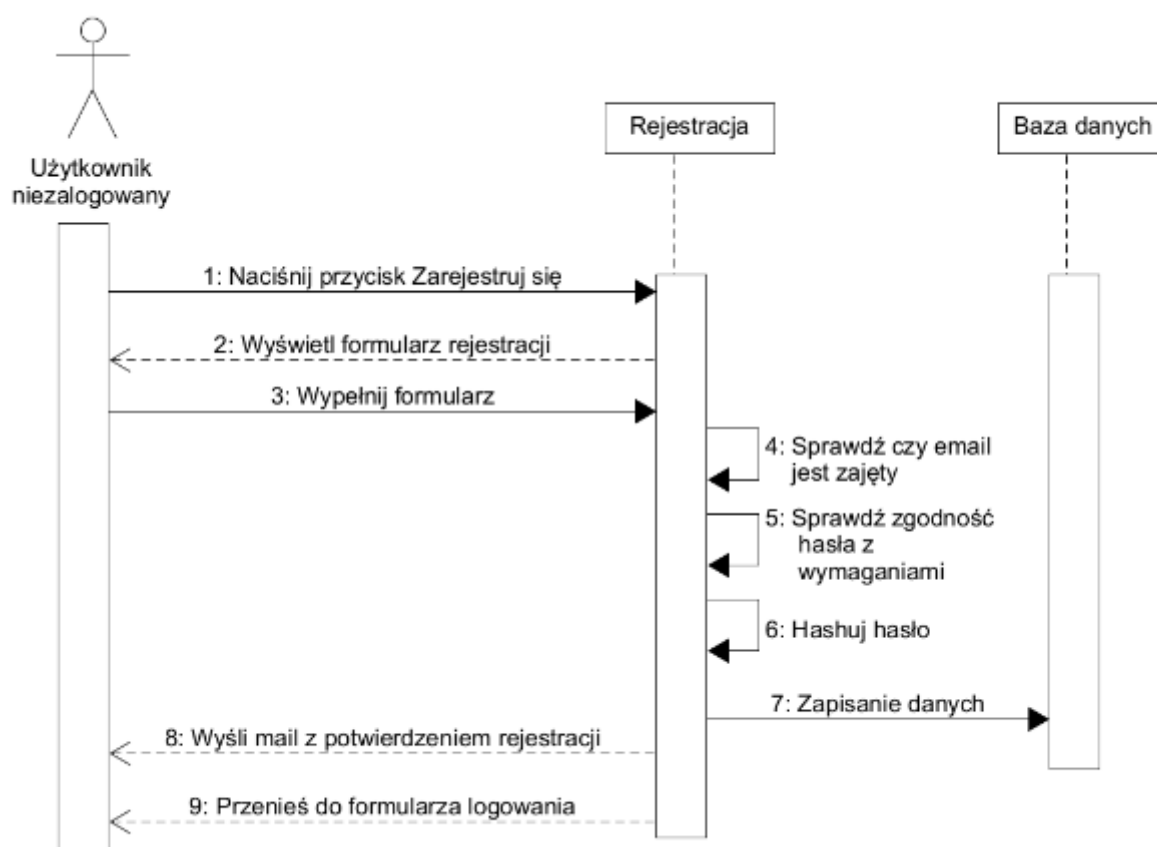 Użytkownik
niezalogowany
Rejestracja
Baza danych
1: Naciśnij przycisk Zarejestruj się
2: Wyświetl formularz rejestracji
3: Wypełnij formularz
4: Sprawdź czy email
jest zajęty
5: Sprawdź zgodność
hasła z
wymaganiami
6: Hashuj hasło
7: Zapisanie danych
8: Wyśli mail z potwierdzeniem rejestracji
9: Przenieś do formularza logowania